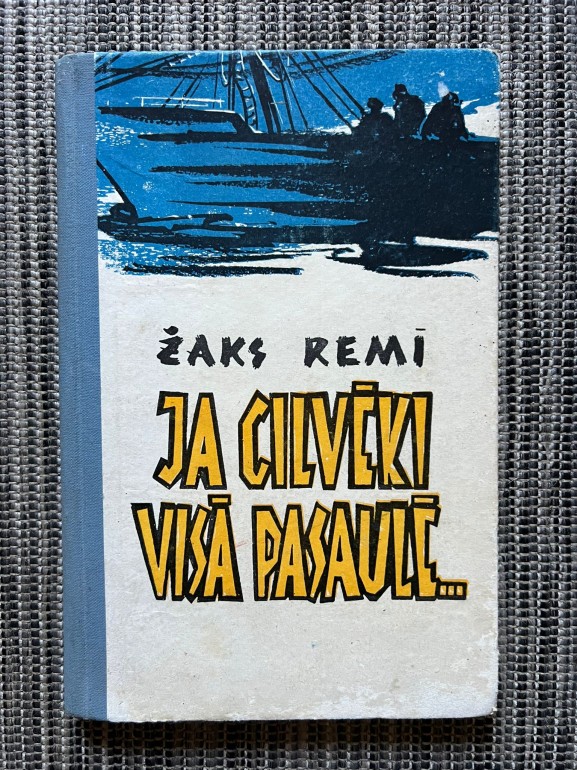 ŽAKS REMĪ
JA CILVĒKI
VISĀ PASAULĒ...